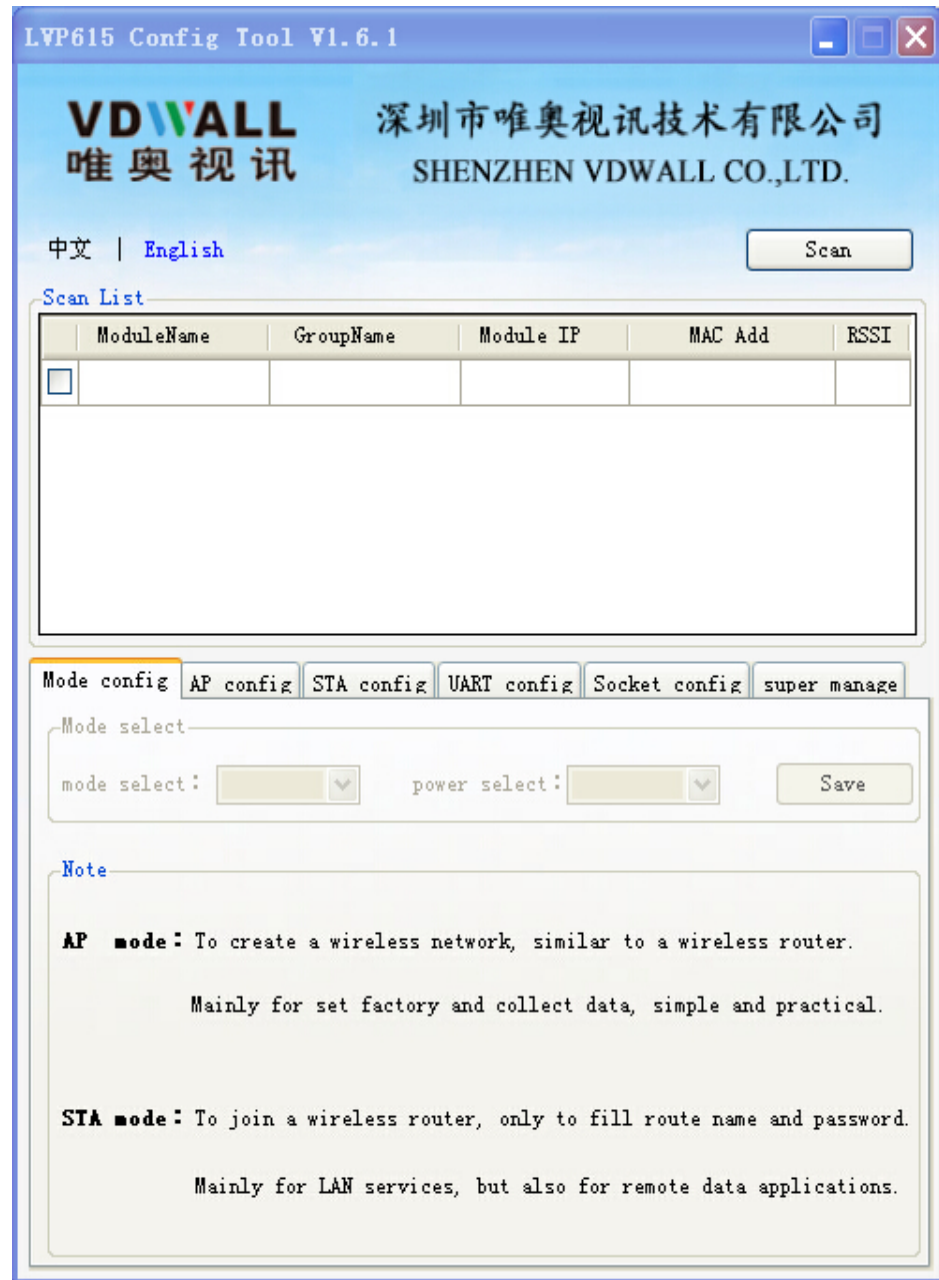 LVP615 Config Tool V1.6.1
VDWALL
唯奥视讯
深圳市唯奥视讯技术有限公司
SHENZHEN VDWALL CO.,LTD.
中文 | English
Scan
Scan List
ModuleName GroupName Module IP MAC Add RSSI
Mode config AP config STA config UART config Socket config super manage
Mode select
mode select: power select: Save
Note
AP mode: To create a wireless network, similar to a wireless router.
Mainly for set factory and collect data, simple and practical.
STA mode: To join a wireless router, only to fill route name and password.
Mainly for LAN services, but also for remote data applications.